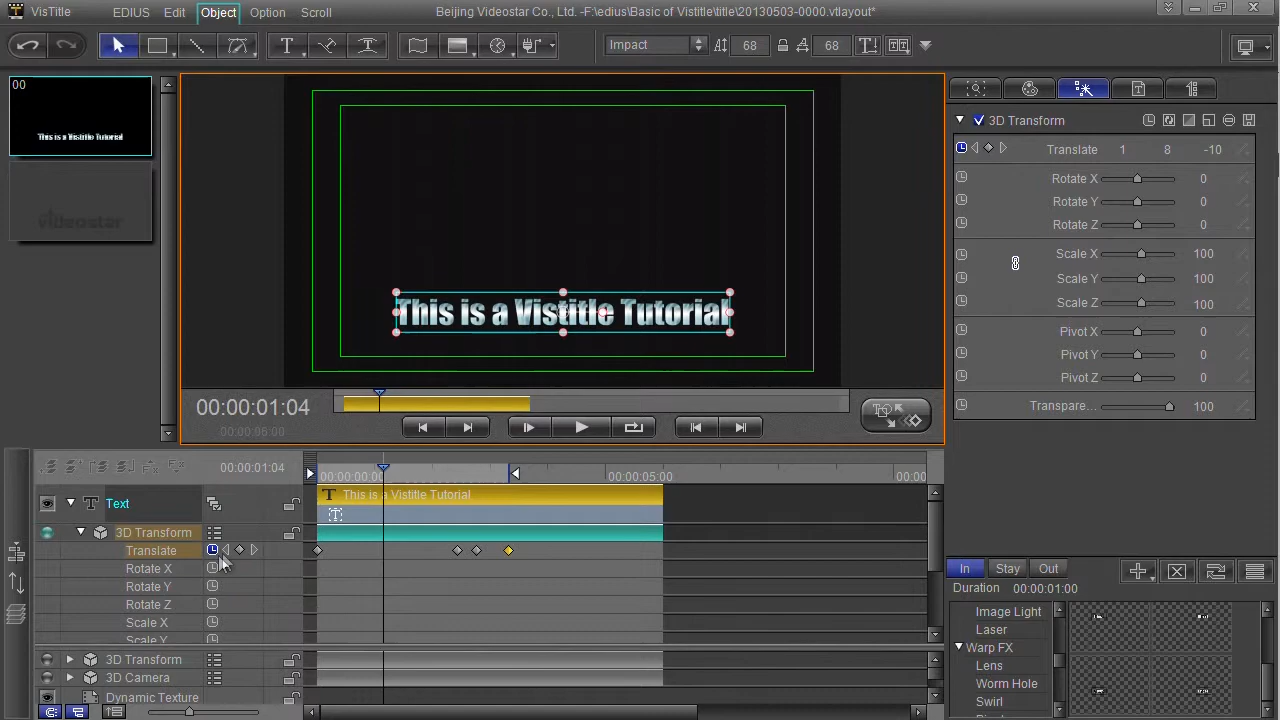 VisTitle EDIUS Edit Object Option Scroll Beijing Videostar Co., Ltd. -F:\edius\Basic of Vistitle\title\20130503-0000.vtlayout*
T Impact 68 68
00
This is a Vistitle Tutorial
videostar
This is a Vistitle Tutorial
00:00:01:04
00:00:96:00
3D Transform
Translate 1 8 -10
Rotate X 0
Rotate Y 0
Rotate Z 0
Scale X 100
Scale Y 100
Scale Z 100
Pivot X 0
Pivot Y 0
Pivot Z 0
Transpare... 100
00:00:01:04 00:00:00:00 00:00:05:00 00:00
T Text T This is a Vistitle Tutorial
T
3D Transform
Translate
Rotate X
Rotate Y
Rotate Z
Scale X
Scale Y
3D Transform
3D Camera
Dynamic Texture
In Stay Out
Duration 00:00:01:00
Image Light
Laser
Warp FX
Lens
Worm Hole
Swirl